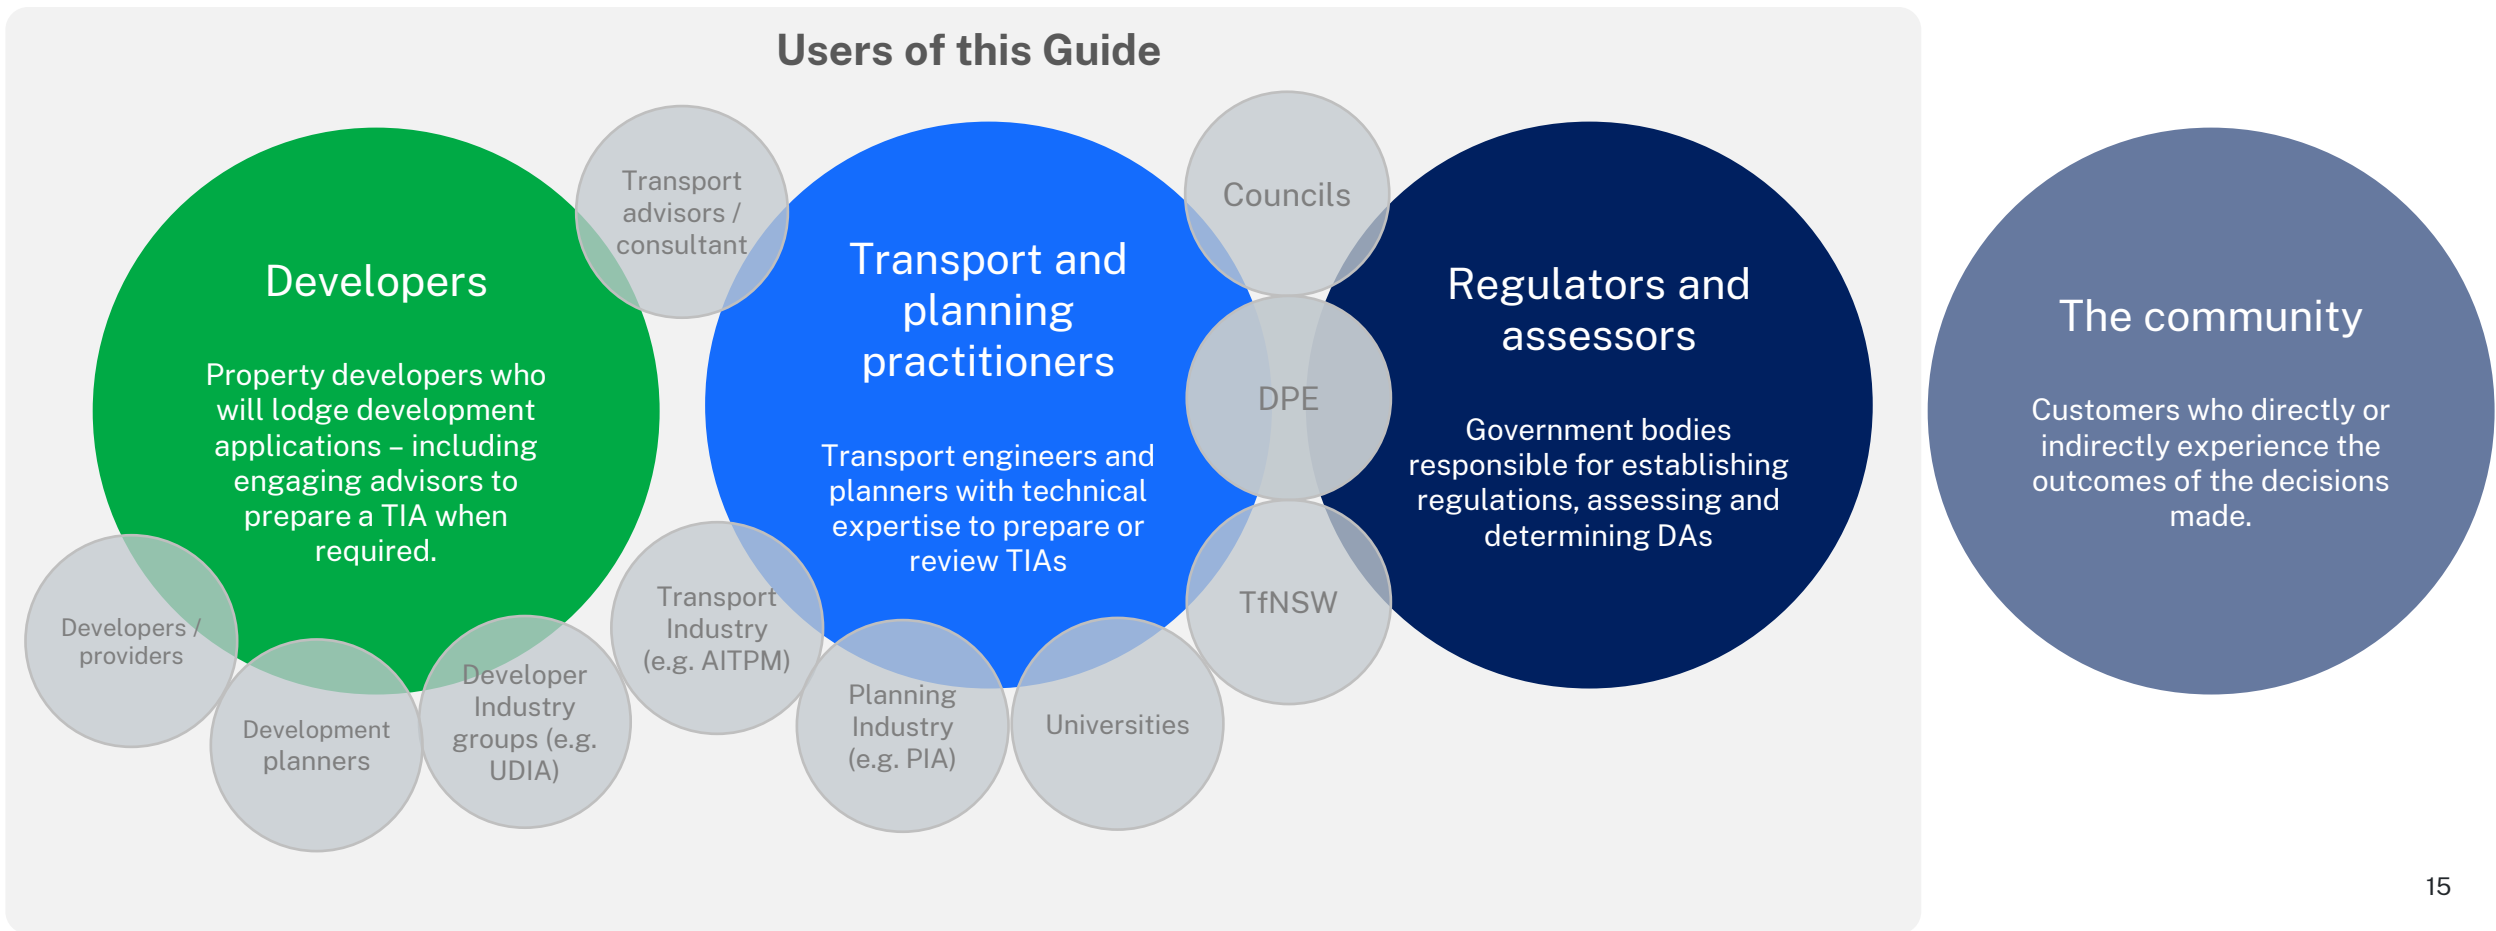 Users of this Guide
Developers
Property developers who
will lodge development
applications – including
engaging advisors to
prepare a TIA when
required.
Transport
advisors /
consultant
Developers /
providers
Development
planners
Developer
Industry
groups (e.g.
UDIA)
Transport and
planning
practitioners
Transport engineers and
planners with technical
expertise to prepare or
review TIAs
Transport
Industry
(e.g. AITPM)
Planning
Industry
(e.g. PIA)
Universities
Councils
DPE
TfNSW
Regulators and
assessors
Government bodies
responsible for establishing
regulations, assessing and
determining DAs
The community
Customers who directly or
indirectly experience the
outcomes of the decisions
made.
15